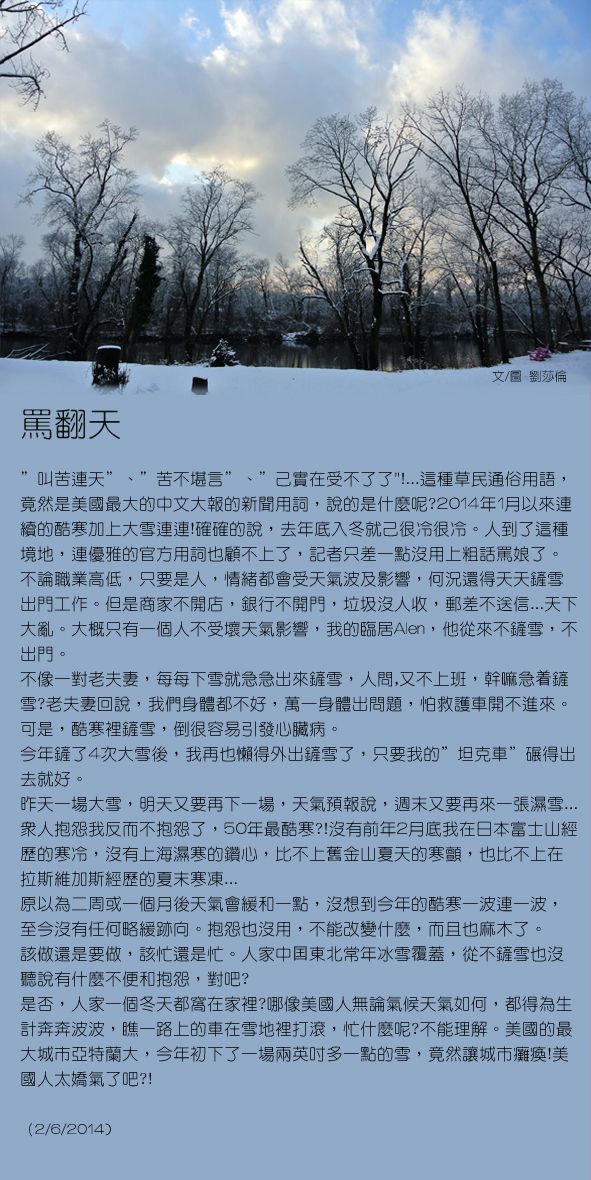 文/圖 劉莎倫
罵翻天
”叫苦連天”、”苦不堪言”、”己實在受不了了"!...這種草民通俗用語，
竟然是美國最大的中文大報的新聞用詞，說的是什麼呢?2014年1月以來連
續的酷寒加上大雪連連!確確的說，去年底入冬就己很冷很冷。人到了這種
境地，連優雅的官方用詞也顧不上了，記者只差一點沒用上粗話罵娘了。
不論職業高低，只要是人，情緒都會受天氣波及影響，何況還得天天鏟雪
出門工作。但是商家不開店，銀行不開門，垃圾沒人收，郵差不送信...天下
大亂。大概只有一個人不受壞天氣影響，我的臨居Alen，他從來不鏟雪，不
出門。
不像一對老夫妻，每每下雪就急急出來鏟雪，人問,又不上班，幹嘛急着鏟
雪?老夫妻回說，我們身體都不好，萬一身體出問題，怕救護車開不進來。
可是，酷寒裡鏟雪，倒很容易引發心臟病。
今年鏟了4次大雪後，我再也懶得外出鏟雪了，只要我的”坦克車”碾得出
去就好。
昨天一場大雪，明天又要再下一場，天氣預報說，週末又要再來一張濕雪...
衆人抱怨我反而不抱怨了，50年最酷寒?!沒有前年2月底我在日本富士山經
歷的寒冷，沒有上海濕寒的鑽心，比不上舊金山夏天的寒顫，也比不上在
拉斯維加斯經歷的夏末寒凍...
原以為二周或一個月後天氣會緩和一點，沒想到今年的酷寒一波連一波，
至今沒有任何略緩跡向。抱怨也沒用，不能改變什麼，而且也麻木了。
該做還是要做，該忙還是忙。人家中国東北常年冰雪覆蓋，從不鏟雪也沒
聽說有什麼不便和抱怨，對吧?
是否，人家一個冬天都窩在家裡?哪像美國人無論氣候天氣如何，都得為生
計奔奔波波，瞧一路上的車在雪地裡打滾，忙什麼呢?不能理解。美國的最
大城市亞特蘭大，今年初下了一場兩英吋多一點的雪，竟然讓城市癱瘓!美
國人太嬌氣了吧?!
（2/6/2014）